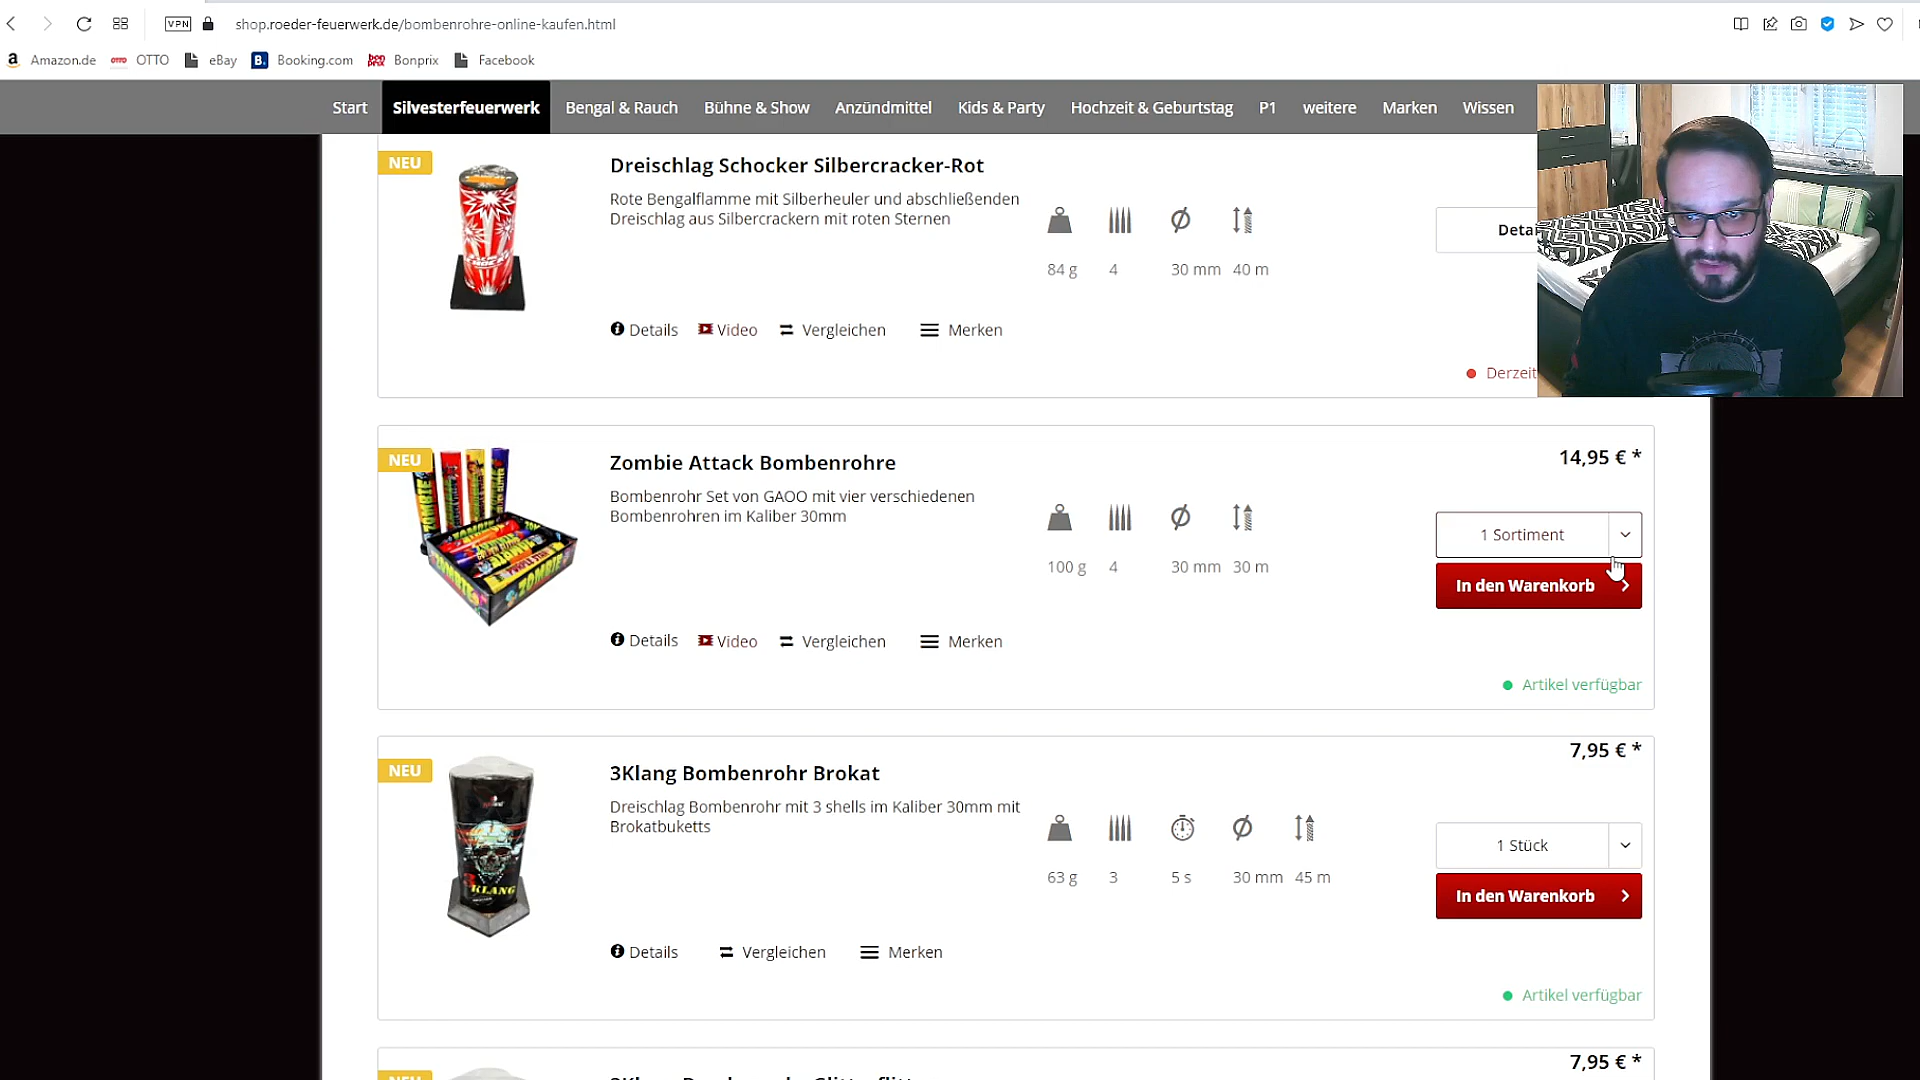 VPN
shop.roeder-feuerwerk.de/bombenrohre-online-kaufen.html
Amazon.de
OTTO
eBay
B. Booking.com
bon prix Bonprix
Facebook
Start
Silvesterfeuerwerk
Bengal & Rauch
Bühne & Show
Anzündmittel
Kids & Party
Hochzeit & Geburtstag
P1
weitere
Marken
Wissen
NEU
Dreischlag Schocker Silbercracker-Rot
Rote Bengalflamme mit Silberheuler und abschließenden
Dreischlag aus Silbercrackern mit roten Sternen
84 g 4 30 mm 40 m
Detai
Details Video Vergleichen Merken
Derzeit
NEU
Zombie Attack Bombenrohre
Bombenrohr Set von GAOO mit vier verschiedenen
Bombenrohren im Kaliber 30mm
100 g 4 30 mm 30 m
14,95 € *
1 Sortiment
In den Warenkorb
ZOMBIE
Details Video Vergleichen Merken
Artikel verfügbar
NEU
3Klang Bombenrohr Brokat
Dreischlag Bombenrohr mit 3 shells im Kaliber 30mm mit
Brokatbuketts
63 g 3 5 s 30 mm 45 m
7,95 € *
1 Stück
In den Warenkorb
3KLANG
Details Vergleichen Merken
Artikel verfügbar
7,95 € *